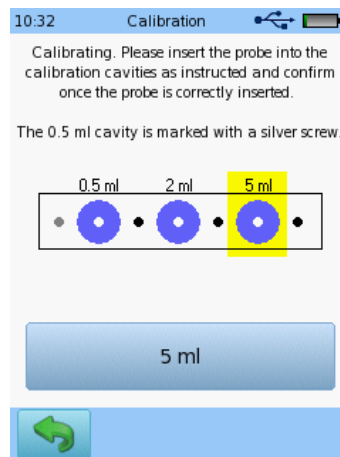 10:32 Calibration
Calibrating. Please insert the probe into the
calibration cavities as instructed and confirm
once the probe is correctly inserted.
The 0.5 ml cavity is marked with a silver screw.
0.5 ml 2 ml 5 ml
5 ml